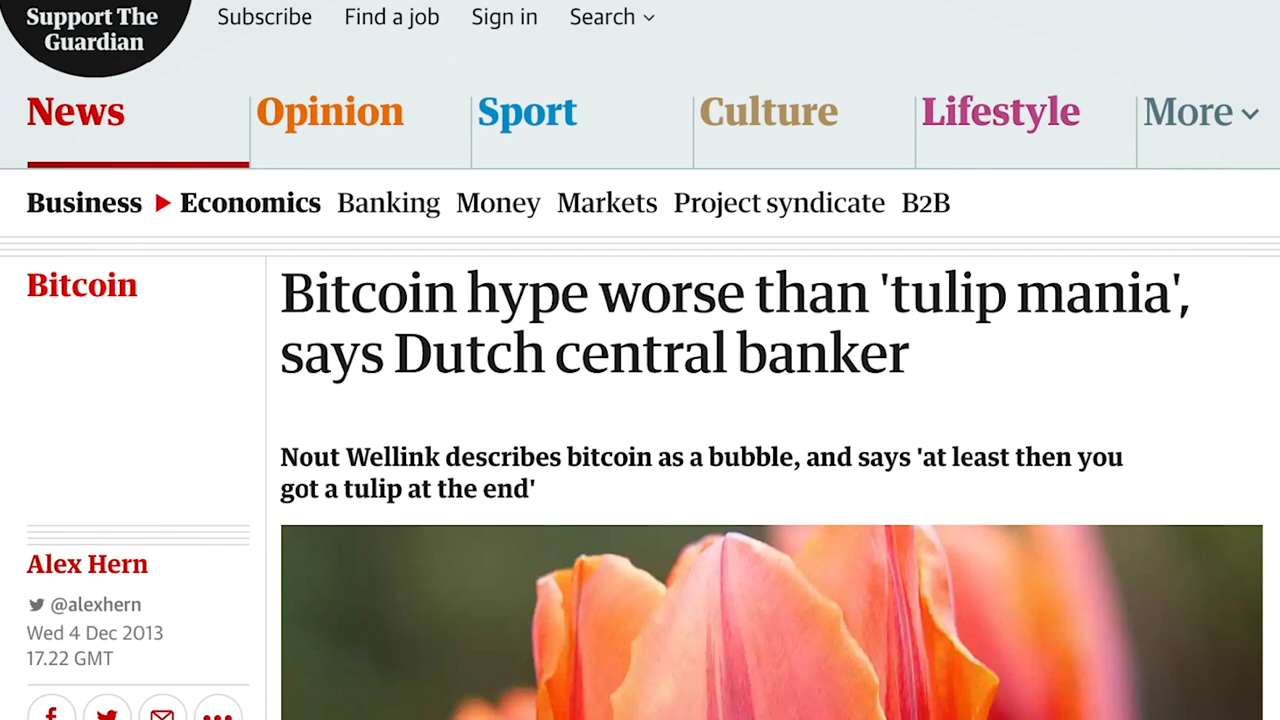 Support The
Guardian
Subscribe Find a job Sign in Search
News Opinion Sport Culture Lifestyle More
Business Economics Banking Money Markets Project syndicate B2B
Bitcoin
Bitcoin hype worse than 'tulip mania',
says Dutch central banker
Nout Wellink describes bitcoin as a bubble, and says 'at least then you
got a tulip at the end'
Alex Hern
@alexhern
Wed 4 Dec 2013
17.22 GMT